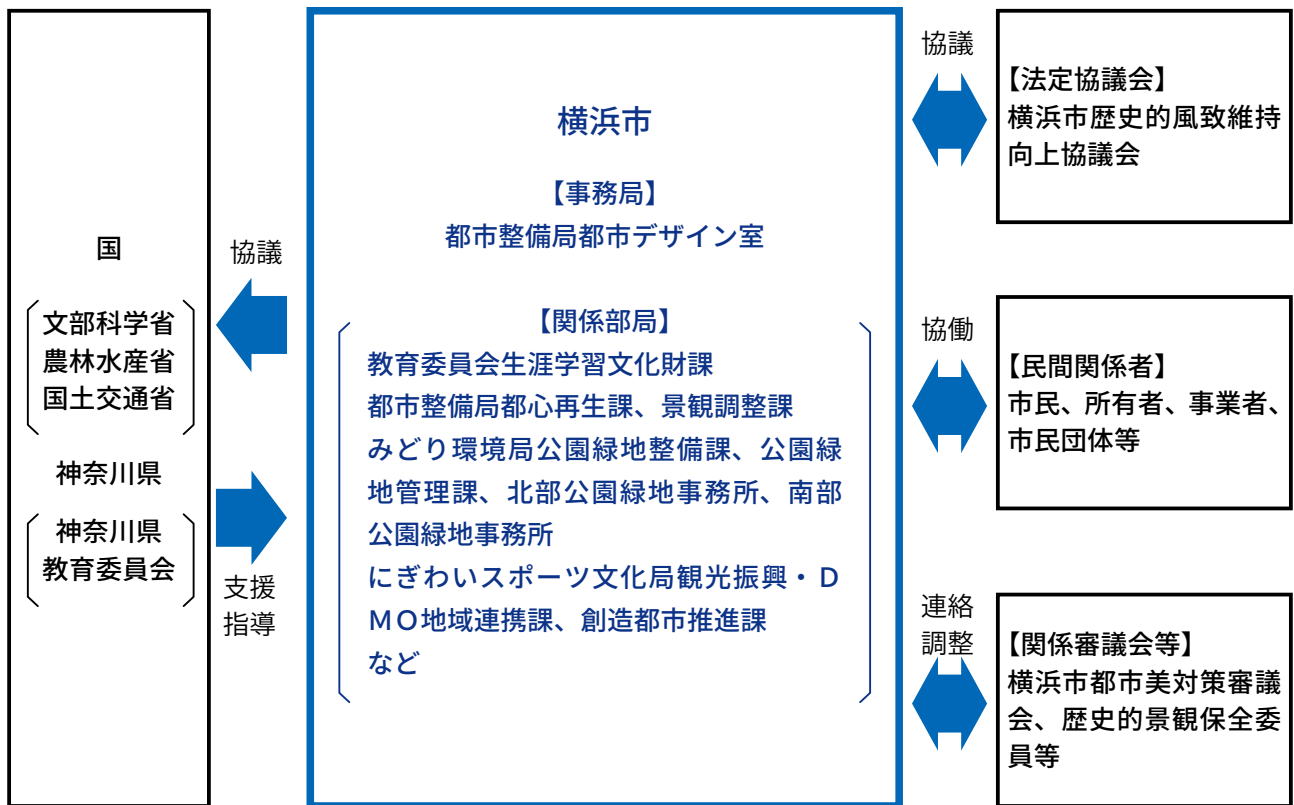 国
文部科学省
農林水産省
国土交通省
神奈川県
神奈川県
教育委員会
協議
支援
指導
横浜市
【事務局】
都市整備局都市デザイン室
【関係部局】
教育委員会生涯学習文化財課
都市整備局都心再生課、景観調整課
みどり環境局公園緑地整備課、公園緑
地管理課、北部公園緑地事務所、南部
公園緑地事務所
にぎわいスポーツ文化局観光振興・Ｄ
ＭＯ地域連携課、創造都市推進課
など
協議
【法定協議会】
横浜市歴史的風致維持
向上協議会
協働
【民間関係者】
市民、所有者、事業者、
市民団体等
連絡
調整
【関係審議会等】
横浜市都市美対策審議
会、歴史的景観保全委
員等